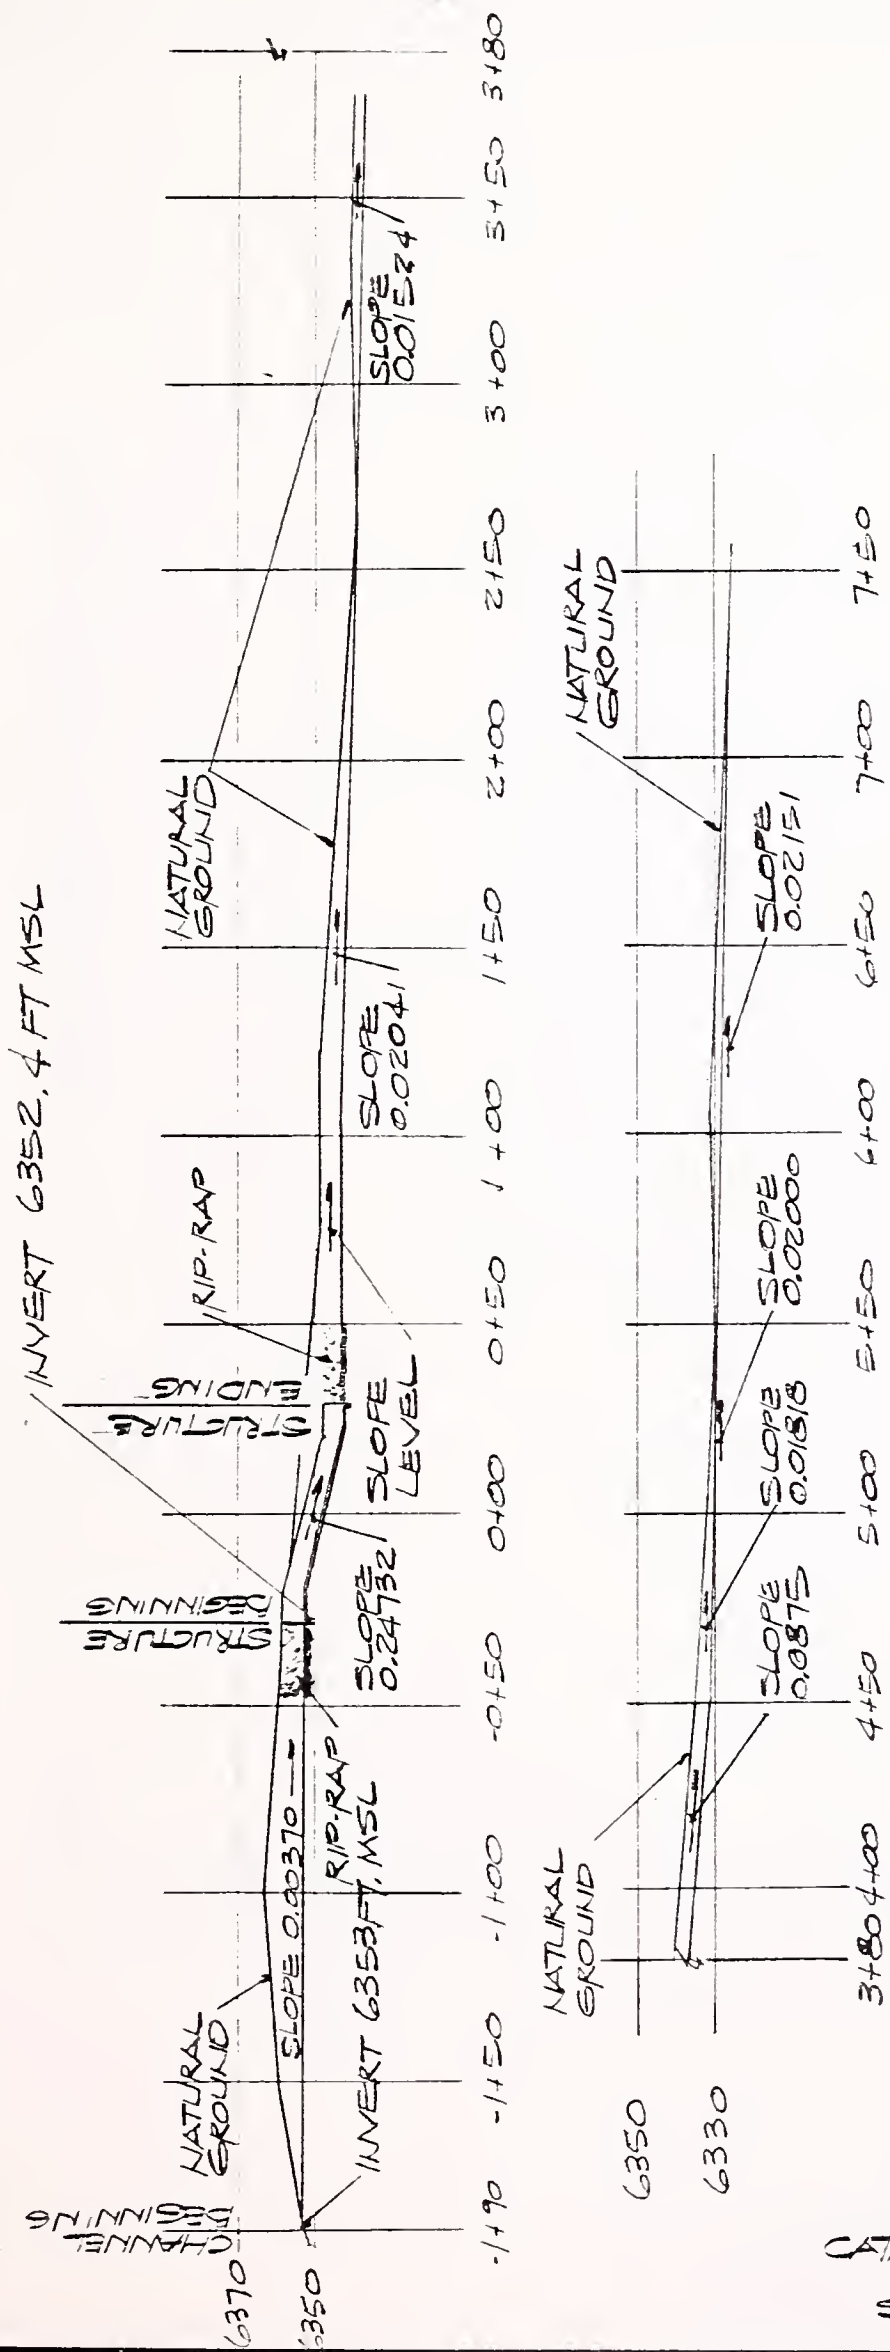 INVERT 6352.4 FT MSL
CHANNEL
BEGINNING
NATURAL
GROUND
SLOPE 0.00370
RIP-RAP
INVERT 6353 FT. MSL
STRUCTURE
BEGINNING
SLOPE
0.24732
STRUCTURE
ENDING
SLOPE
LEVEL
RIP-RAP
SLOPE
0.02041
NATURAL
GROUND
SLOPE
0.01524
6370
6350
-1+90
-1+50
-1+00
-0+50
0+00
0+50
1+00
1+50
2+00
2+50
3+00
3+50
3+80
NATURAL
GROUND
SLOPE
0.0875
SLOPE
0.01818
SLOPE
0.02000
SLOPE
0.02151
NATURAL
GROUND
6350
6330
3+80
4+00
4+50
5+00
5+50
6+00
6+50
7+00
7+50